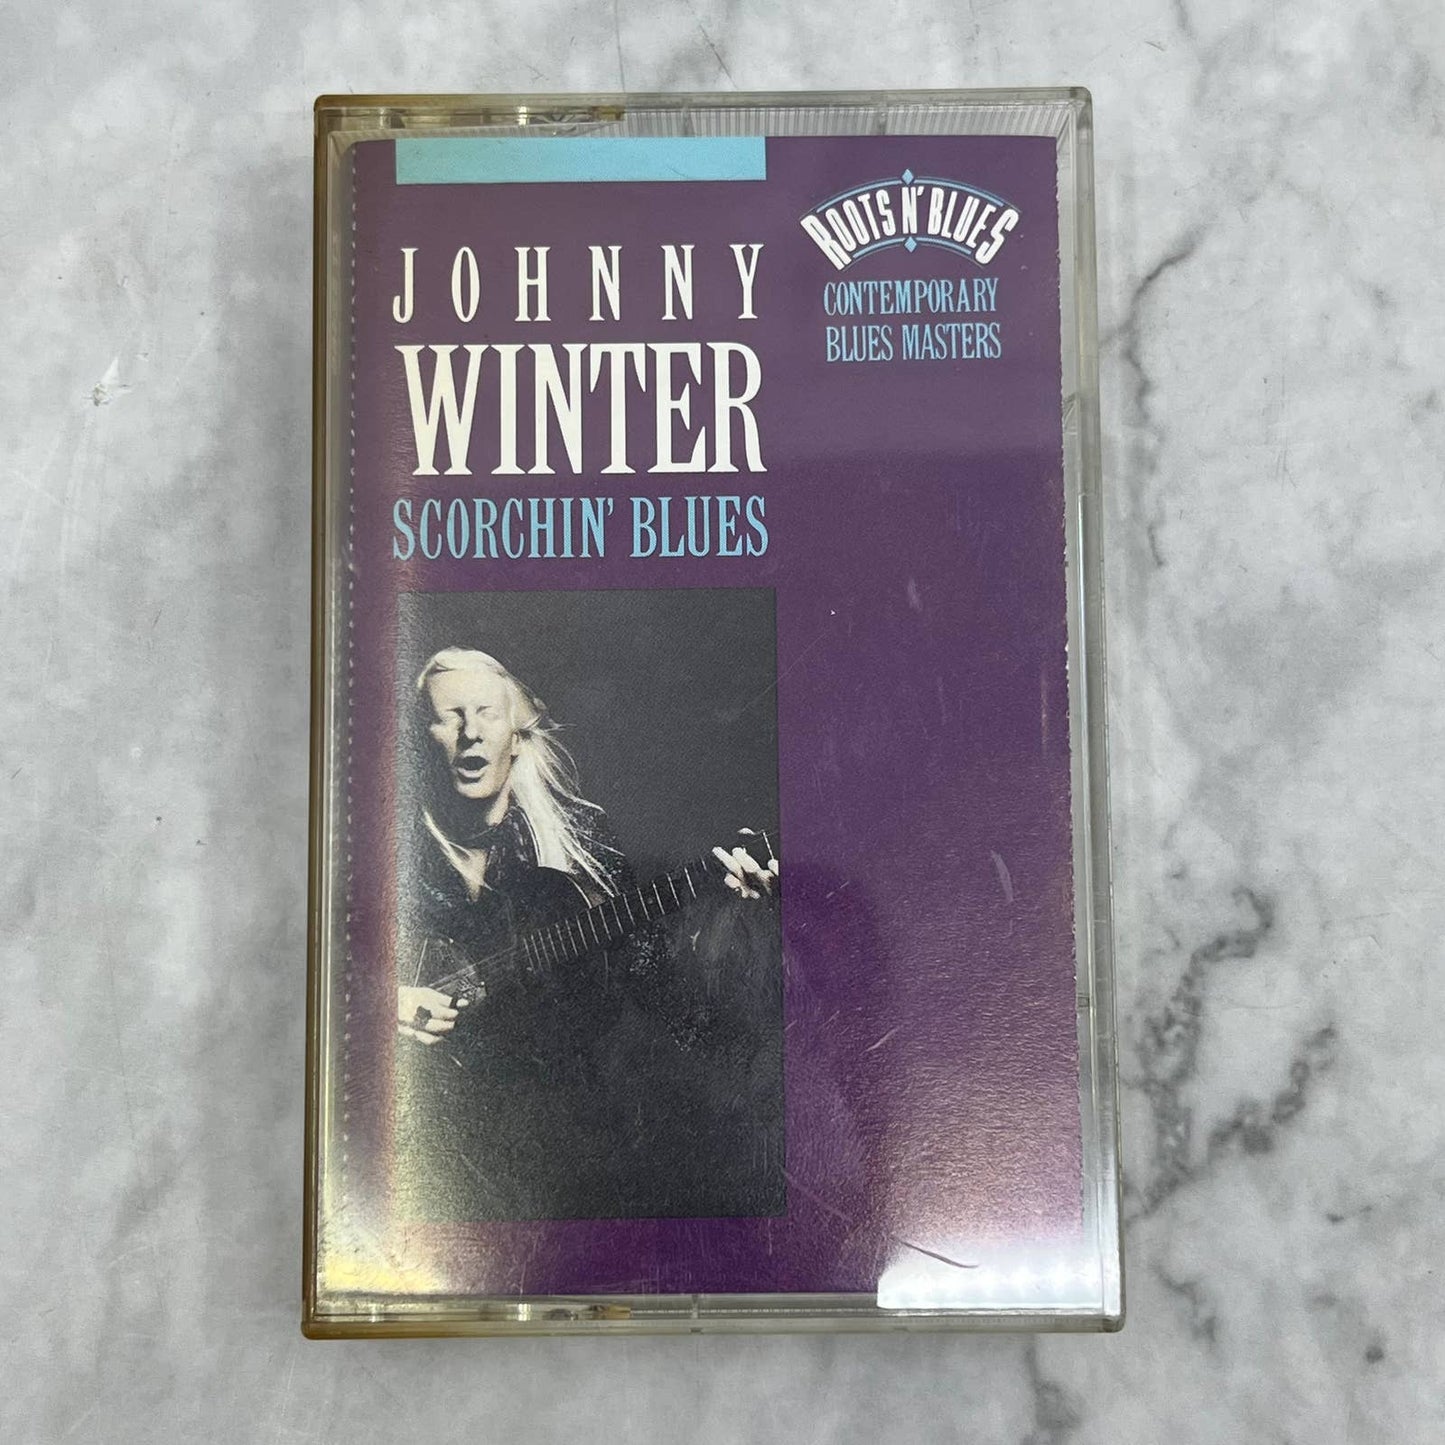 JOHNNY
WINTER
SCORCHIN' BLUES
ROOTS N' BLUES
CONTEMPORARY
BLUES MASTERS